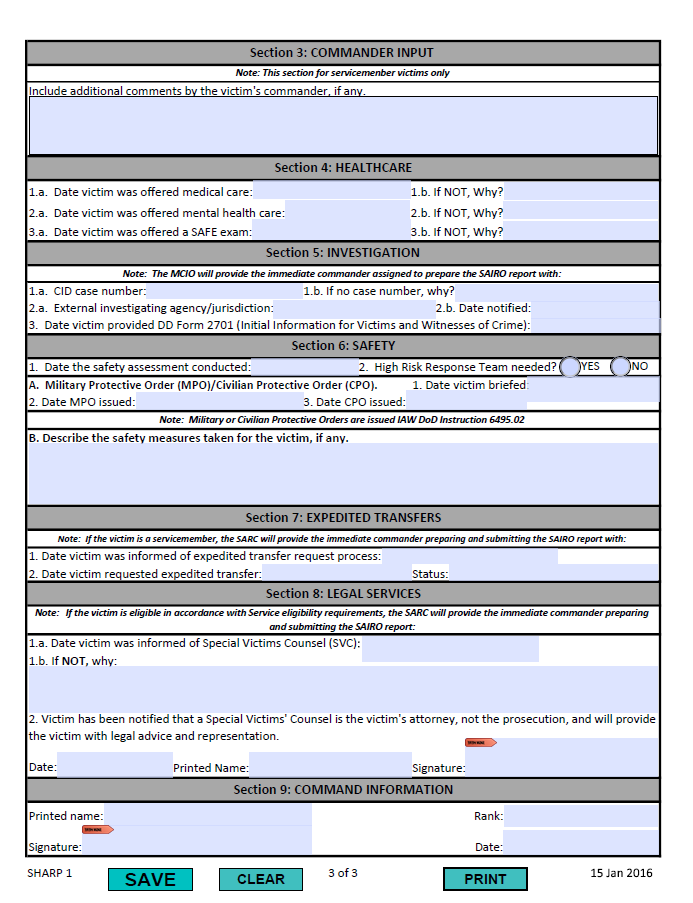 Section 3: COMMANDER INPUT
Note: This section for servicemenber victims only
Include additional comments by the victim's commander, if any.
Section 4: HEALTHCARE
1.a. Date victim was offered medical care: 1.b. If NOT, Why?
2.a. Date victim was offered mental health care: 2.b. If NOT, Why?
3.a. Date victim was offered a SAFE exam: 3.b. If NOT, Why?
Section 5: INVESTIGATION
Note: The MCIO will provide the immediate commander assigned to prepare the SAIRO report with:
1.a. CID case number: 1.b. If no case number, why?
2.a. External investigating agency/jurisdiction: 2.b. Date notified:
3. Date victim provided DD Form 2701 (Initial Information for Victims and Witnesses of Crime):
Section 6: SAFETY
1. Date the safety assessment conducted: 2. High Risk Response Team needed? YES NO
A. Military Protective Order (MPO)/Civilian Protective Order (CPO). 1. Date victim briefed:
2. Date MPO issued: 3. Date CPO issued:
Note: Military or Civilian Protective Orders are issued IAW DoD Instruction 6495.02
B. Describe the safety measures taken for the victim, if any.
Section 7: EXPEDITED TRANSFERS
Note: If the victim is a servicemember, the SARC will provide the immediate commander preparing and submitting the SAIRO report with:
1. Date victim was informed of expedited transfer request process:
2. Date victim requested expedited transfer: Status:
Section 8: LEGAL SERVICES
Note: If the victim is eligible in accordance with Service eligibility requirements, the SARC will provide the immediate commander preparing
and submitting the SAIRO report:
1.a. Date victim was informed of Special Victims Counsel (SVC):
1.b. If NOT, why:
2. Victim has been notified that a Special Victims' Counsel is the victim's attorney, not the prosecution, and will provide
the victim with legal advice and representation.
Date: Printed Name: Signature:
Section 9: COMMAND INFORMATION
Printed name: Rank:
Signature: Date:
SHARP 1 SAVE CLEAR 3 of 3 PRINT 15 Jan 2016